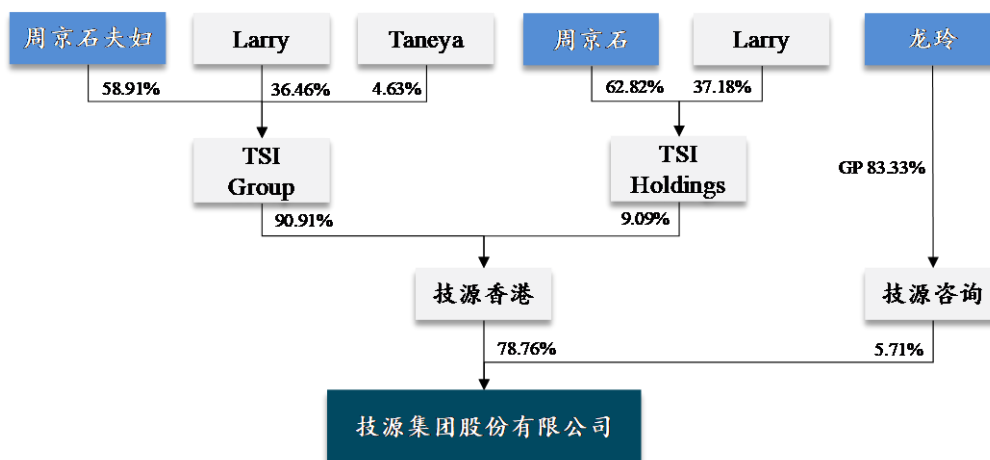 周京石夫妇
Larry
Taneya
周京石
Larry
龙玲
58.91%
36.46%
4.63%
62.82%
37.18%
TSI
Group
TSI
Holdings
GP 83.33%
90.91%
9.09%
技源香港
技源咨询
78.76%
5.71%
技源集团股份有限公司